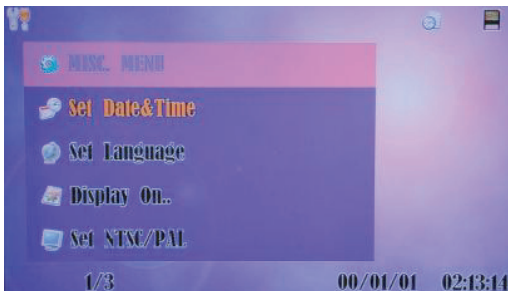 MISC. MENU
Set Date&Time
Set Language
Display On..
Set NTSC/PAL
1/3 00/01/01 02:13:14